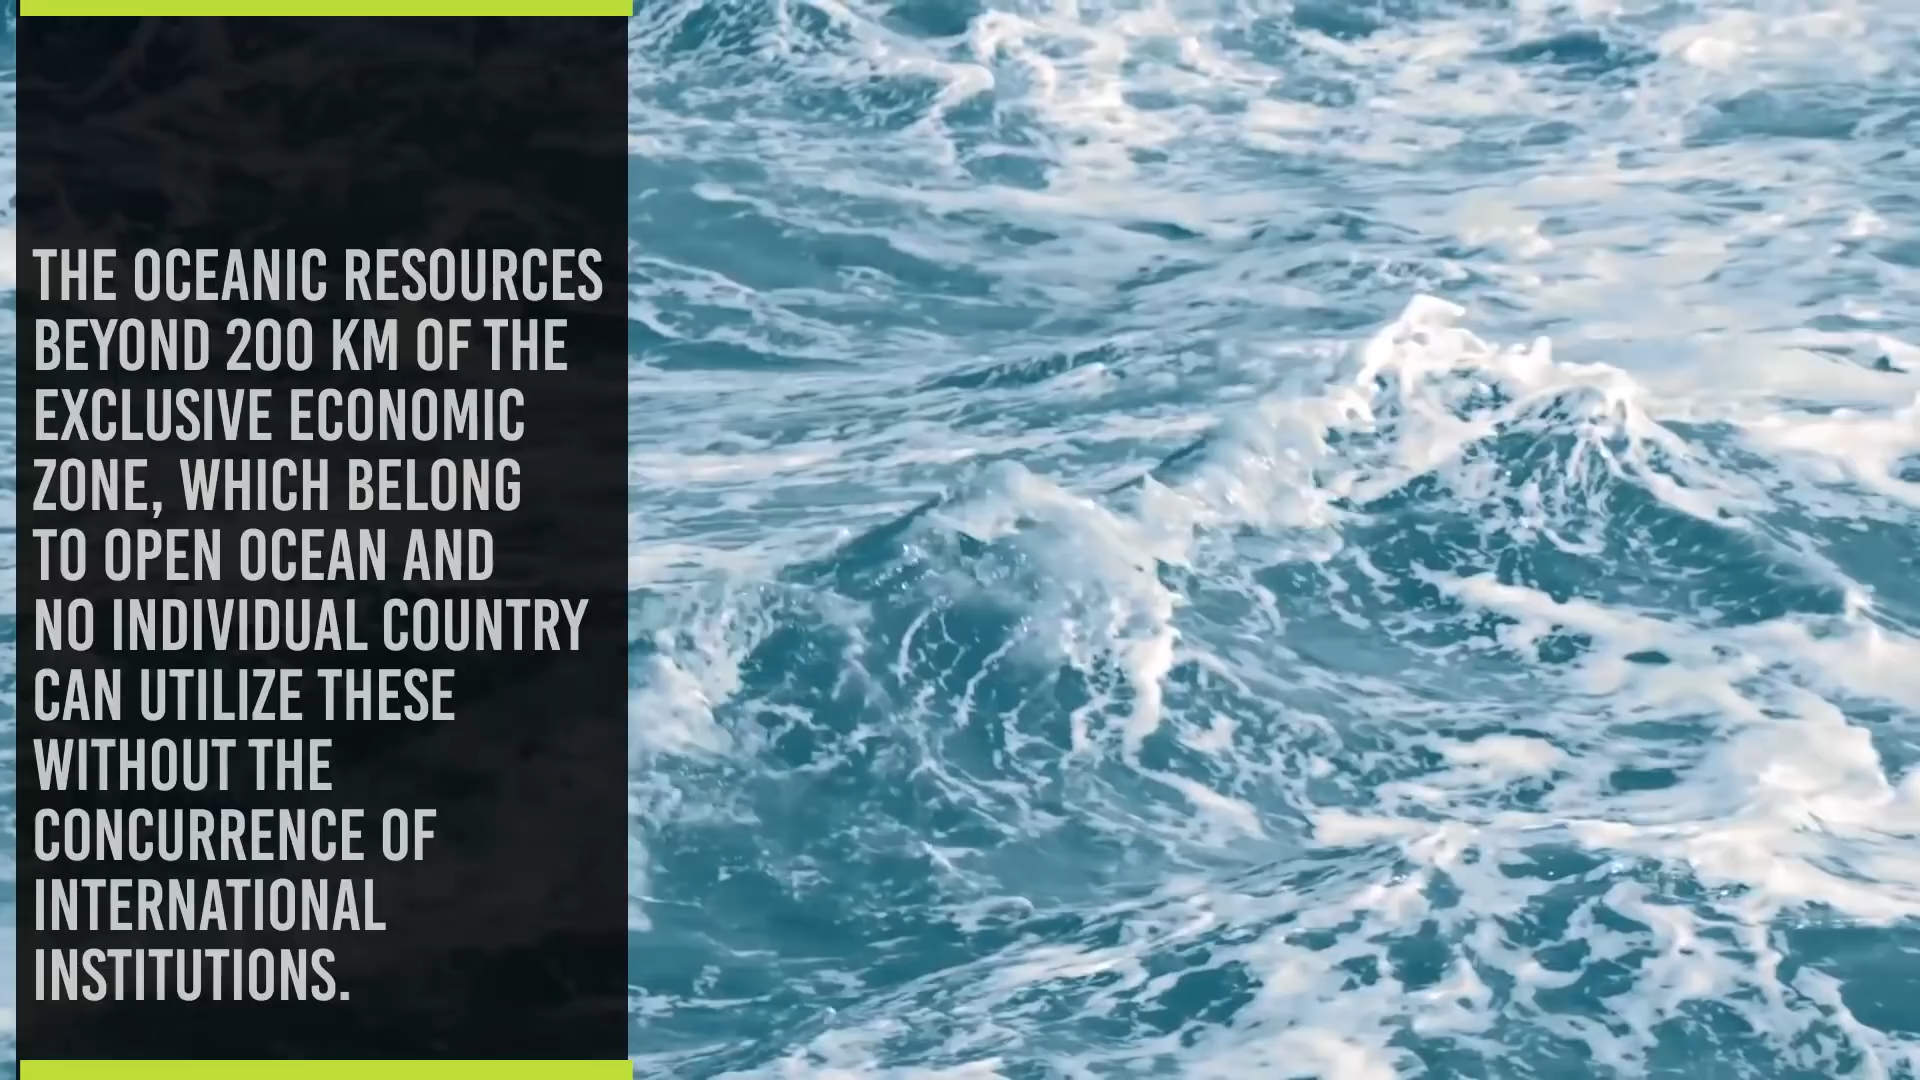 THE OCEANIC RESOURCES
BEYOND 200 KM OF THE
EXCLUSIVE ECONOMIC
ZONE, WHICH BELONG
TO OPEN OCEAN AND
NO INDIVIDUAL COUNTRY
CAN UTILIZE THESE
WITHOUT THE
CONCURRENCE OF
INTERNATIONAL
INSTITUTIONS.